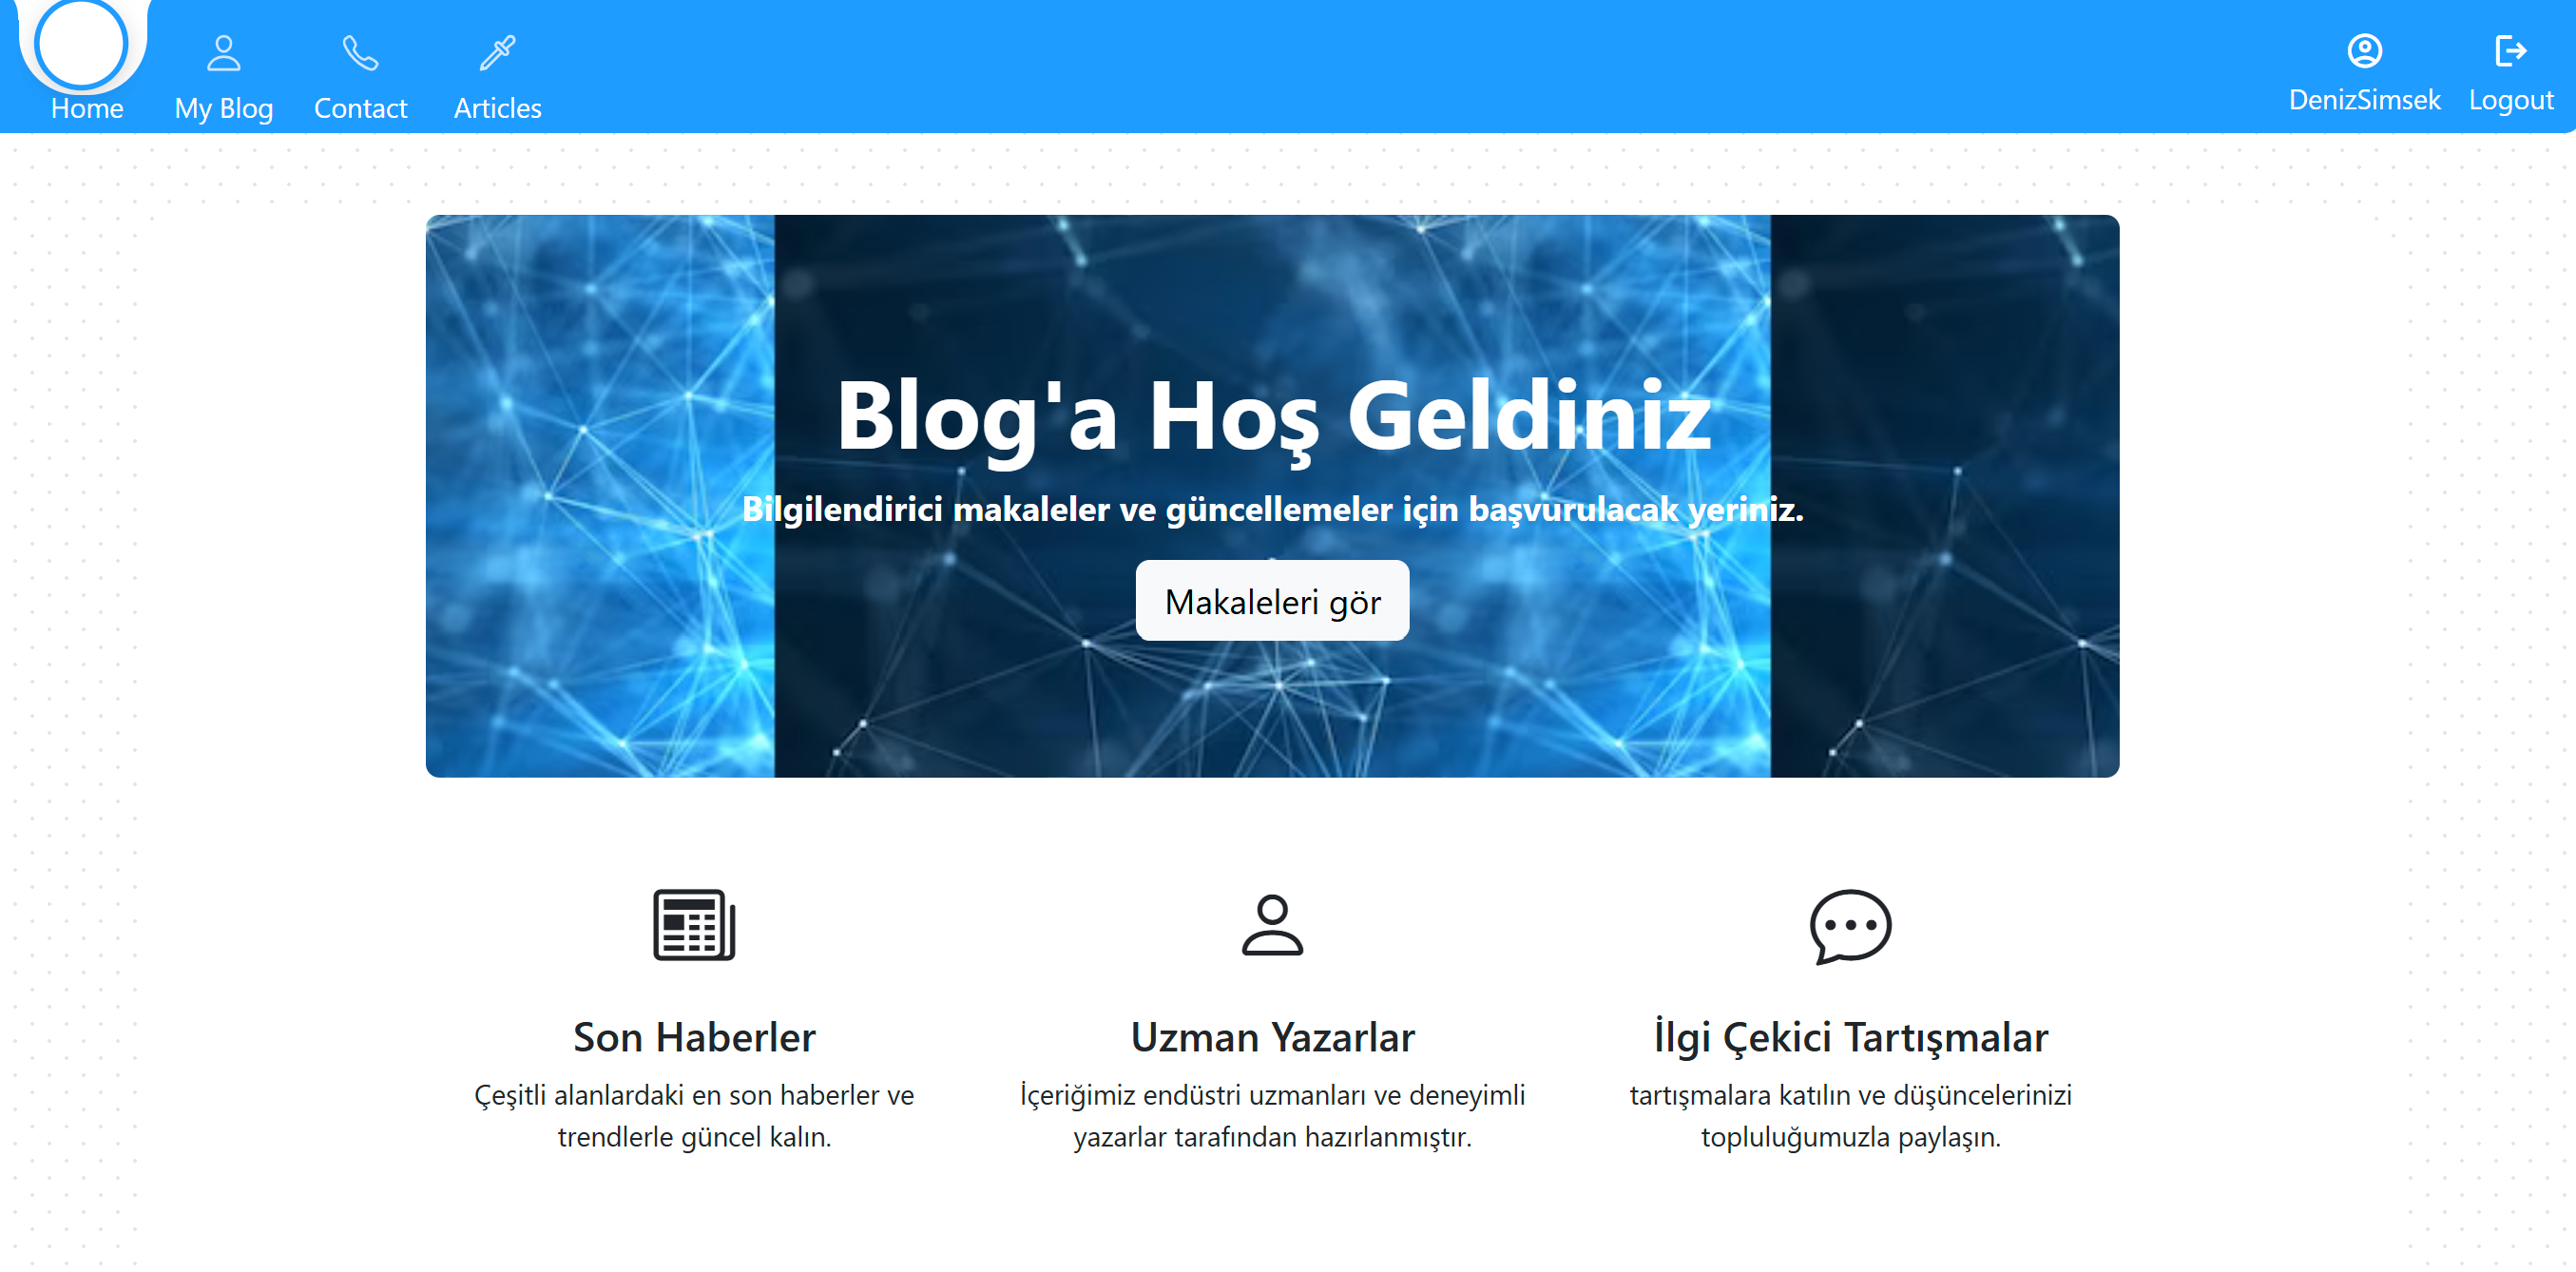 Home
My Blog
Contact
Articles
DenizSimsek
Logout
Blog'a Hoş Geldiniz
Bilgilendirici makaleler ve güncellemeler için başvurulacak yeriniz.
Makaleleri gör
Son Haberler
Çeşitli alanlardaki en son haberler ve
trendlerle güncel kalın.
Uzman Yazarlar
İçeriğimiz endüstri uzmanları ve deneyimli
yazarlar tarafından hazırlanmıştır.
İlgi Çekici Tartışmalar
tartışmalara katılın ve düşüncelerinizi
topluluğumuzla paylaşın.